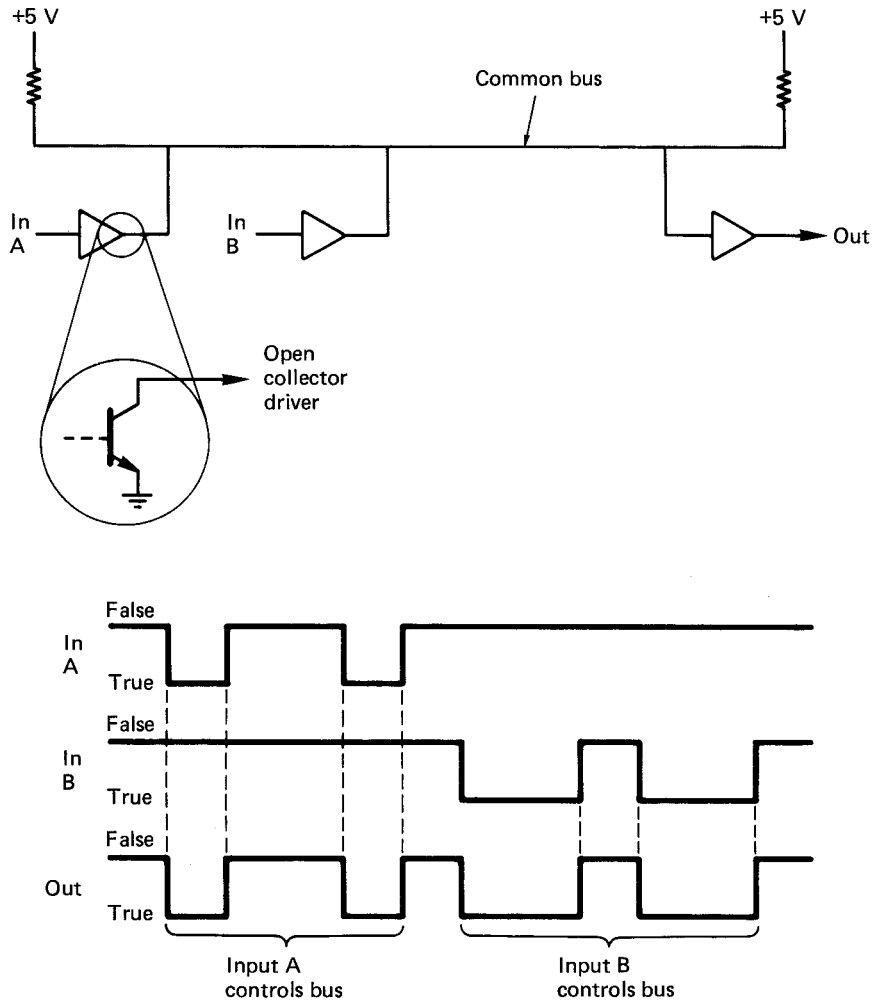 +5 V
+5 V
Common bus
In
A
In
B
Out
Open
collector
driver
False
In
A
True
False
In
B
True
False
Out
True
Input A
controls bus
Input B
controls bus